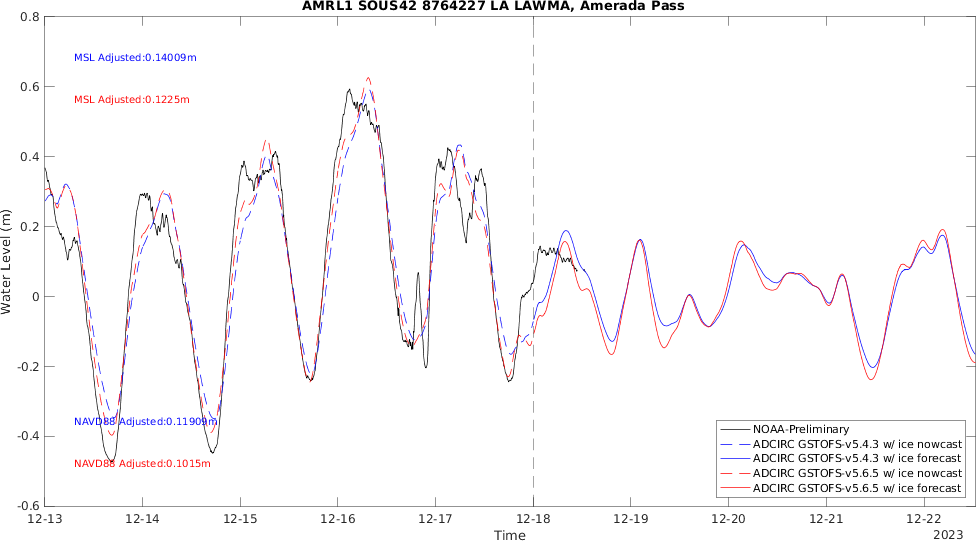 AMRL1 SOUS42 8764227 LA LAWMA, Amerada Pass
0.8
0.6
0.4
0.2
0
-0.2
-0.4
-0.6
Water Level (m)
MSL Adjusted:0.14009m
MSL Adjusted:0.1225m
NAVD88 Adjusted:0.11909m
NAVD88 Adjusted:0.1015m
NOAA-Preliminary
ADCIRC GSTOFS-v5.4.3 w/ ice nowcast
ADCIRC GSTOFS-v5.4.3 w/ ice forecast
ADCIRC GSTOFS-v5.6.5 w/ ice nowcast
ADCIRC GSTOFS-v5.6.5 w/ ice forecast
12-13 12-14 12-15 12-16 12-17 12-18 12-19 12-20 12-21 12-22
Time
2023